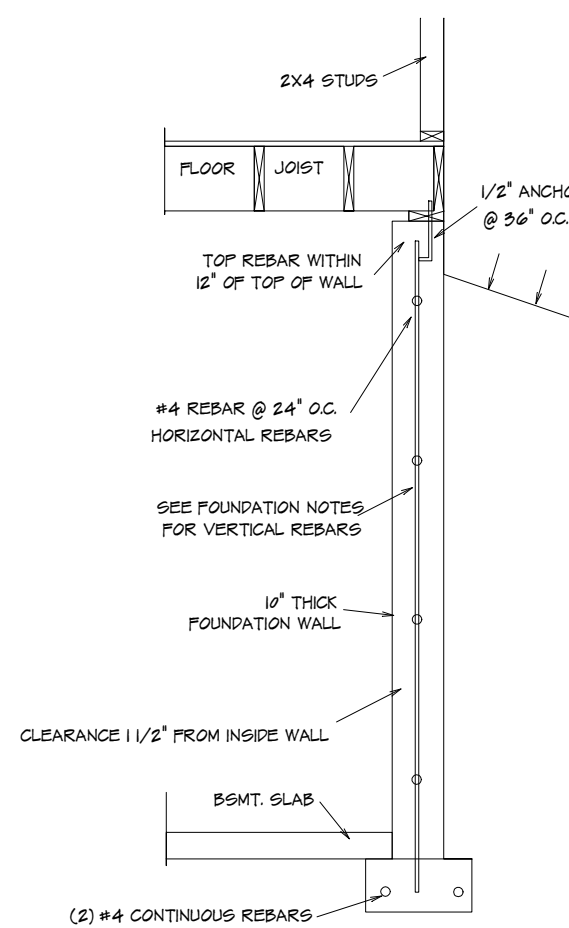 2X4 STUDS
FLOOR JOIST
1/2" ANCHO
@ 36" O.C.
TOP REBAR WITHIN
12" OF TOP OF WALL
#4 REBAR @ 24" O.C.
HORIZONTAL REBARS
SEE FOUNDATION NOTES
FOR VERTICAL REBARS
10" THICK
FOUNDATION WALL
CLEARANCE 1 1/2" FROM INSIDE WALL
BSMT. SLAB
(2) #4 CONTINUOUS REBARS